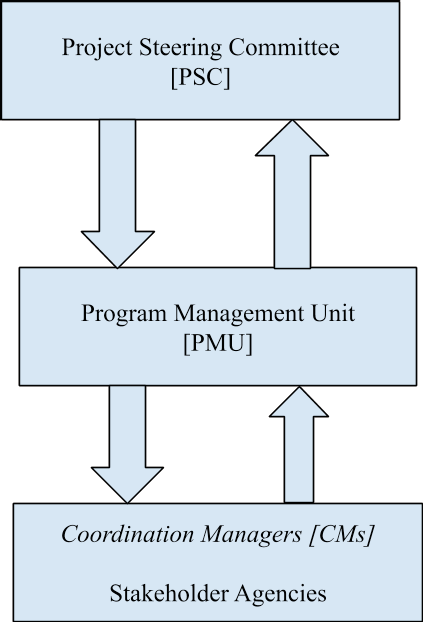 Project Steering Committee
[PSC]
Program Management Unit
[PMU]
Coordination Managers [CMs]
Stakeholder Agencies